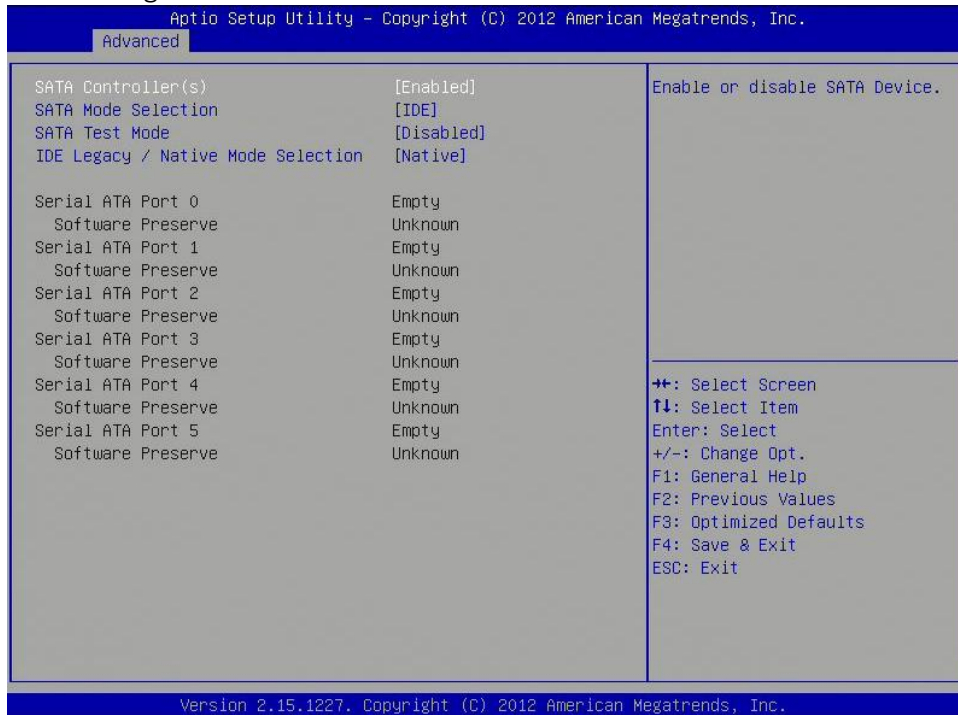 Aptio Setup Utility – Copyright (C) 2012 American Megatrends, Inc.
Advanced
SATA Controller(s) [Enabled]
SATA Mode Selection [IDE]
SATA Test Mode [Disabled]
IDE Legacy / Native Mode Selection [Native]
Serial ATA Port 0 Empty
Software Preserve Unknown
Serial ATA Port 1 Empty
Software Preserve Unknown
Serial ATA Port 2 Empty
Software Preserve Unknown
Serial ATA Port 3 Empty
Software Preserve Unknown
Serial ATA Port 4 Empty
Software Preserve Unknown
Serial ATA Port 5 Empty
Software Preserve Unknown
Enable or disable SATA Device.
→←: Select Screen
↑↓: Select Item
Enter: Select
+/-: Change Opt.
F1: General Help
F2: Previous Values
F3: Optimized Defaults
F4: Save & Exit
ESC: Exit
Version 2.15.1227. Copyright (C) 2012 American Megatrends, Inc.